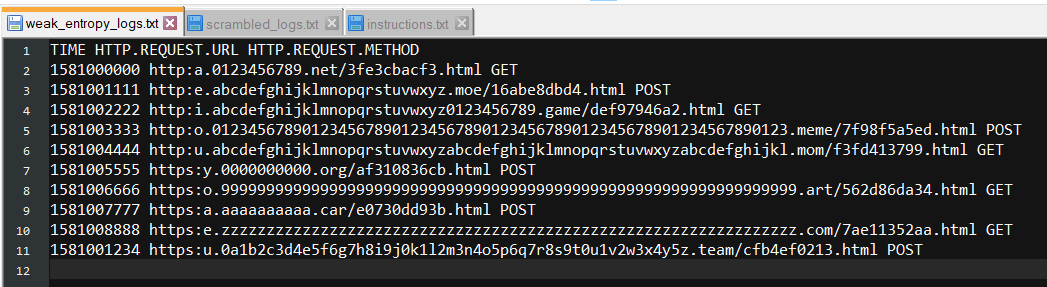 weak_entropy_logs.txt scrambled_logs.txt instructions.txt
1 TIME HTTP.REQUEST.URL HTTP.REQUEST.METHOD
2 1581000000 http:a.0123456789.net/3fe3cbacf3.html GET
3 1581001111 http:e.abcdefghijklmnopqrstuvwxyz.moe/16abe8dbd4.html POST
4 1581002222 http:i.abcdefghijklmnopqrstuvwxyz0123456789.game/def97946a2.html GET
5 1581003333 http:o.0123456789012345678901234567890123456789012345678901234567890123.meme/7f98f5a5ed.html POST
6 1581004444 http:u.abcdefghijklmnopqrstuvwxyzabcdefghijklmnopqrstuvwxyzabcdefghijkl.mom/f3fd413799.html GET
7 1581005555 https:y.0000000000.org/af310836cb.html POST
8 1581006666 https:o.9999999999999999999999999999999999999999999999999999999999999999.art/562d86da34.html GET
9 1581007777 https:a.aaaaaaaaaa.car/e0730dd93b.html POST
10 1581008888 https:e.zzzzzzzzzzzzzzzzzzzzzzzzzzzzzzzzzzzzzzzzzzzzzzzzzzzzzzzzzzzzzzzz.com/7ae11352aa.html GET
11 1581001234 https:u.0a1b2c3d4e5f6g7h8i9j0k1l2m3n4o5p6q7r8s9t0u1v2w3x4y5z.team/cfb4ef0213.html POST
12